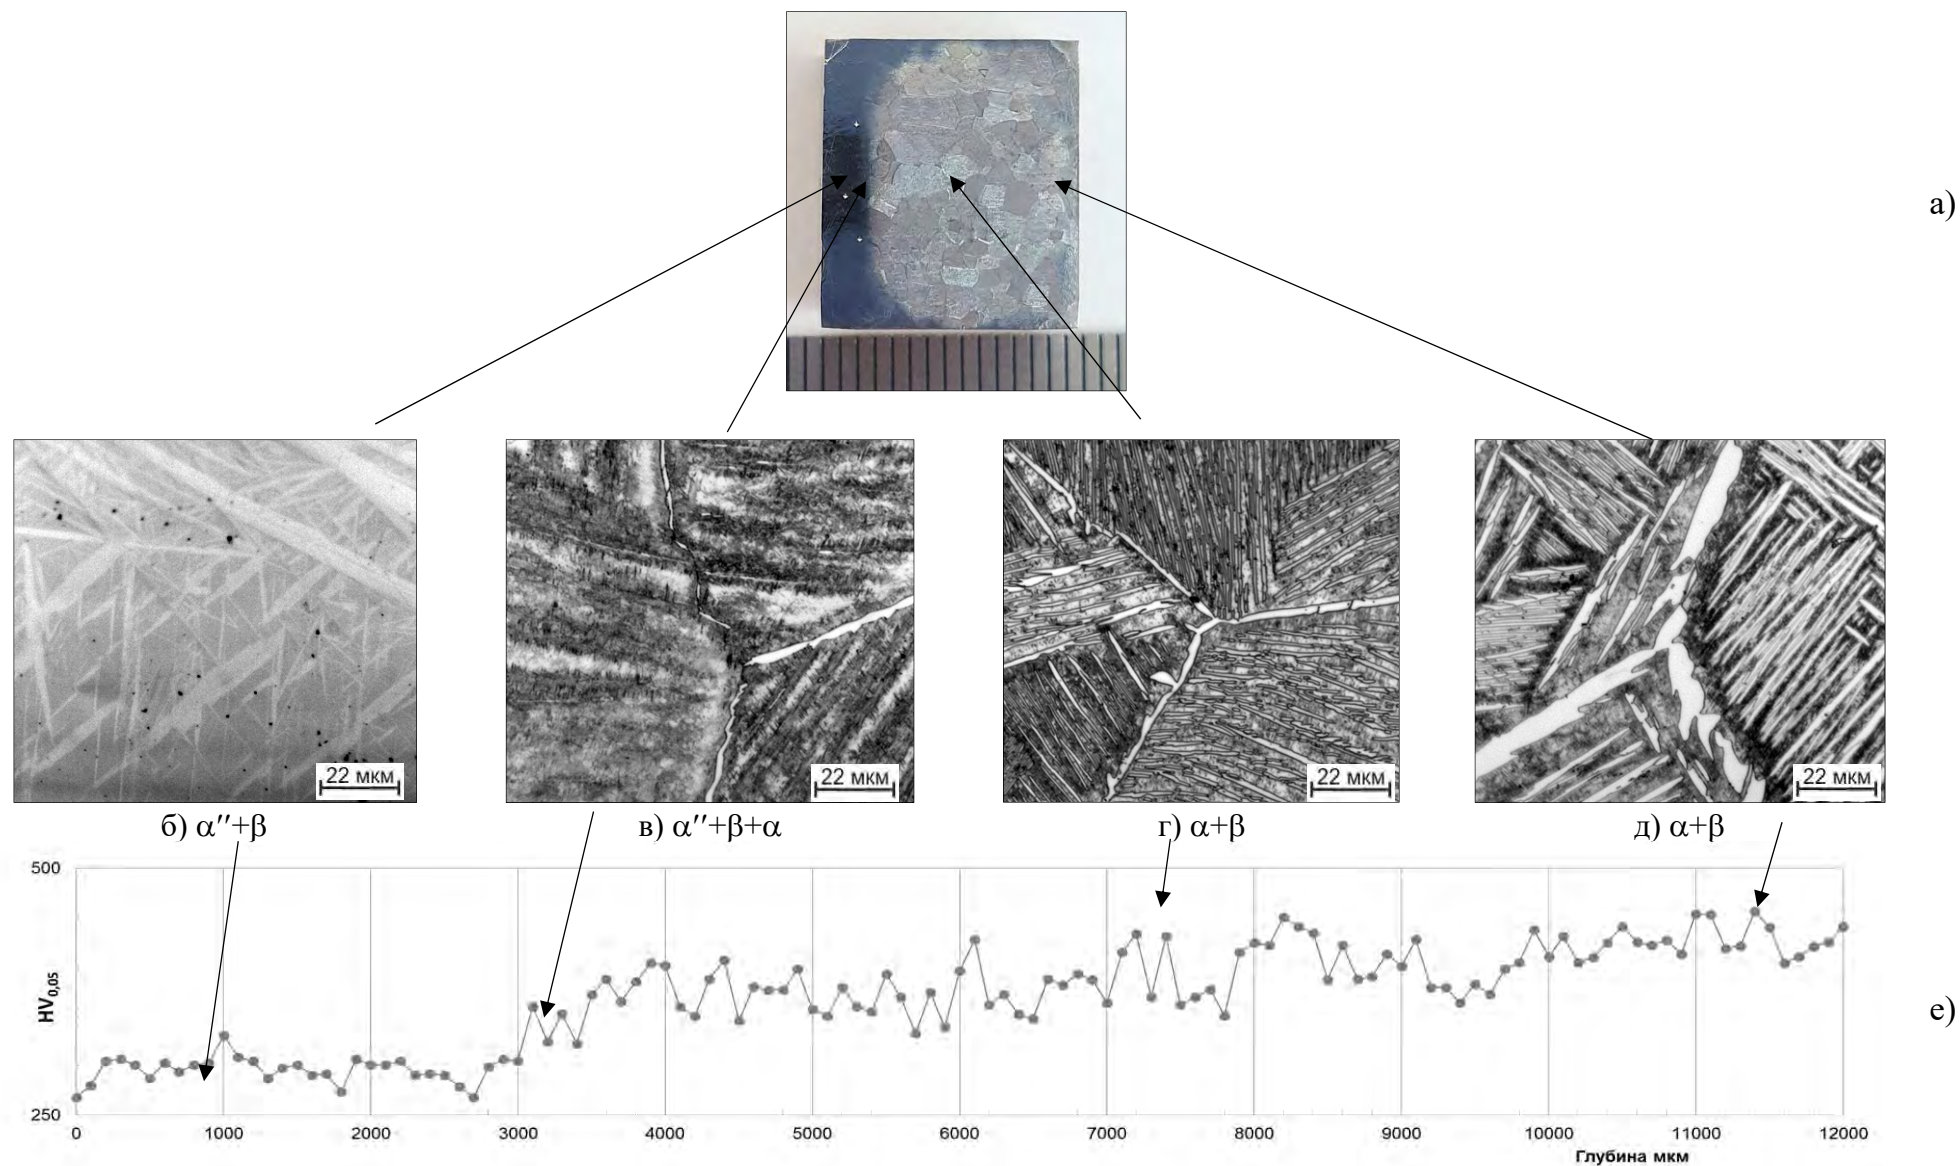 а)
22 мкм
22 мкм
22 мкм
22 мкм
б) α′′+β
в) α′′+β+α
г) α+β
д) α+β
500
HV0,05
250
е)
0 1000 2000 3000 4000 5000 6000 7000 8000 9000 10000 11000 12000
Глубина мкм